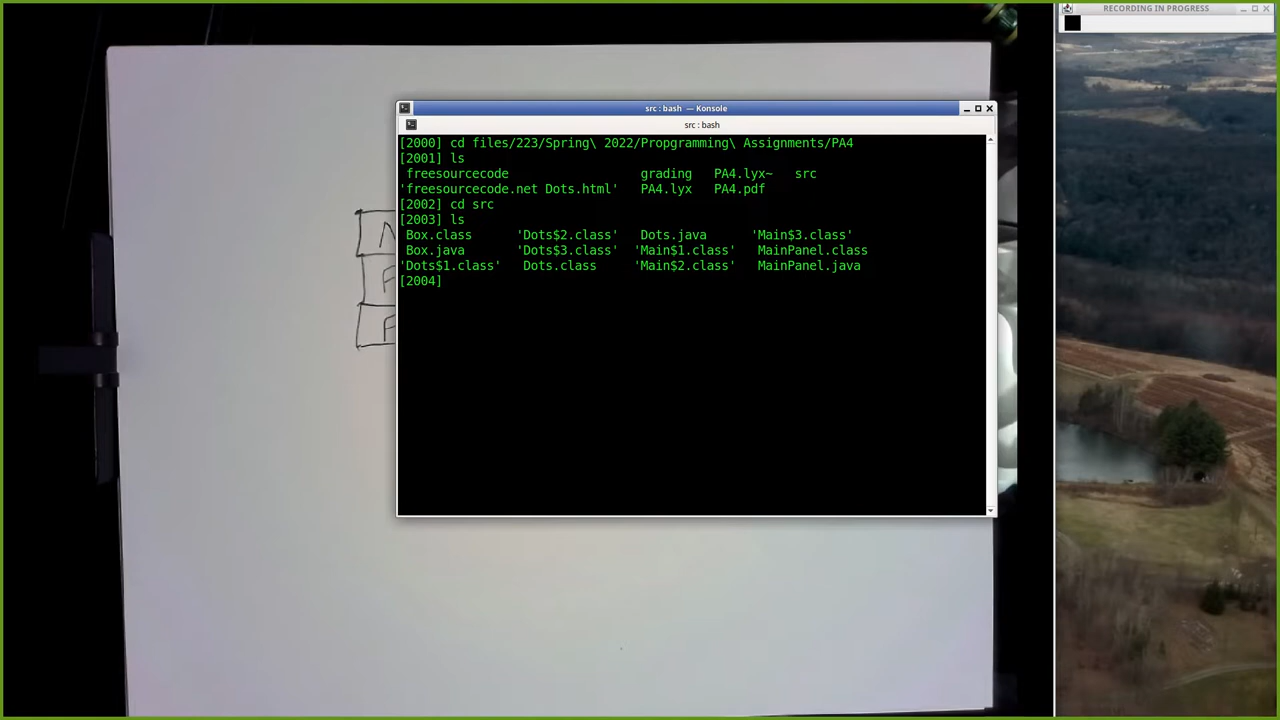 RECORDING IN PROGRESS
src : bash — Konsole
src : bash
[2000] cd files/223/Spring\ 2022/Propgramming\ Assignments/PA4
[2001] ls
freesourcecode grading PA4.lyx~ src
'freesourcecode.net Dots.html' PA4.lyx PA4.pdf
[2002] cd src
[2003] ls
Box.class 'Dots$2.class' Dots.java 'Main$3.class'
Box.java 'Dots$3.class' 'Main$1.class' MainPanel.class
'Dots$1.class' Dots.class 'Main$2.class' MainPanel.java
[2004]